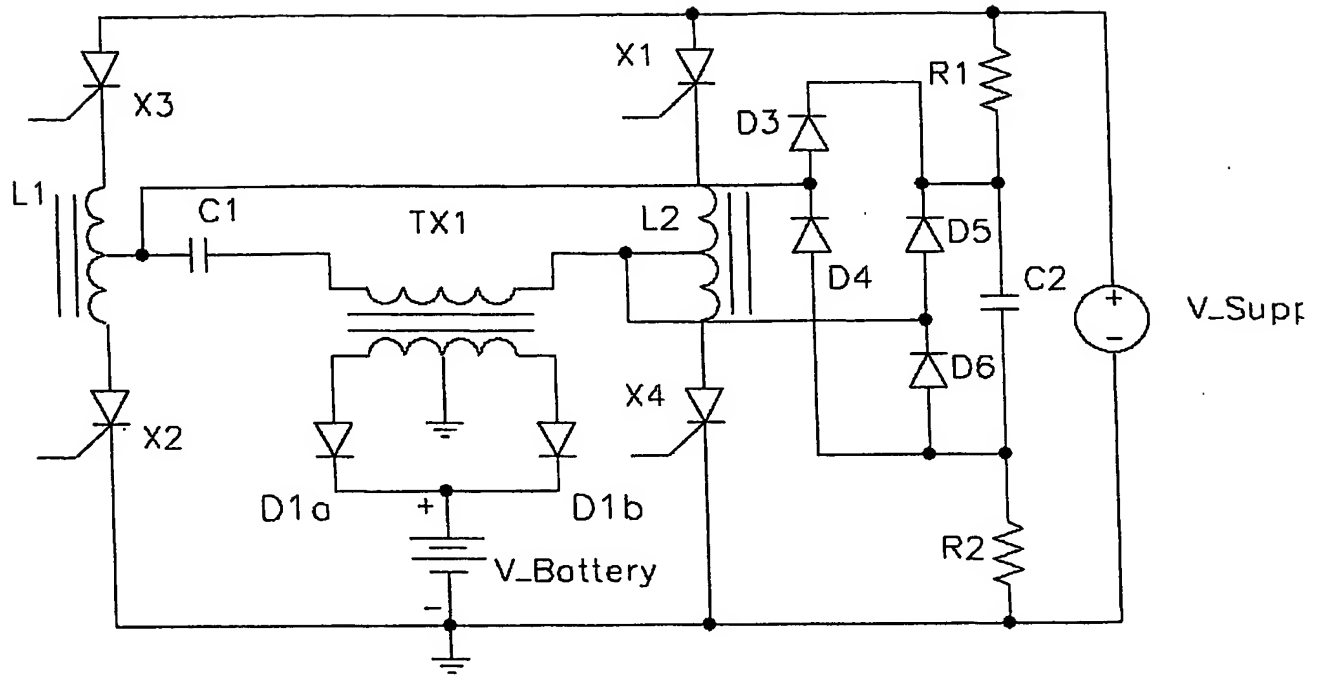 X1
R1
X3
D3
L1
C1
TX1
L2
D5
D4
C2
+
-
V_Supp
D6
X4
X2
D1a
D1b
+
V_Battery
-
R2